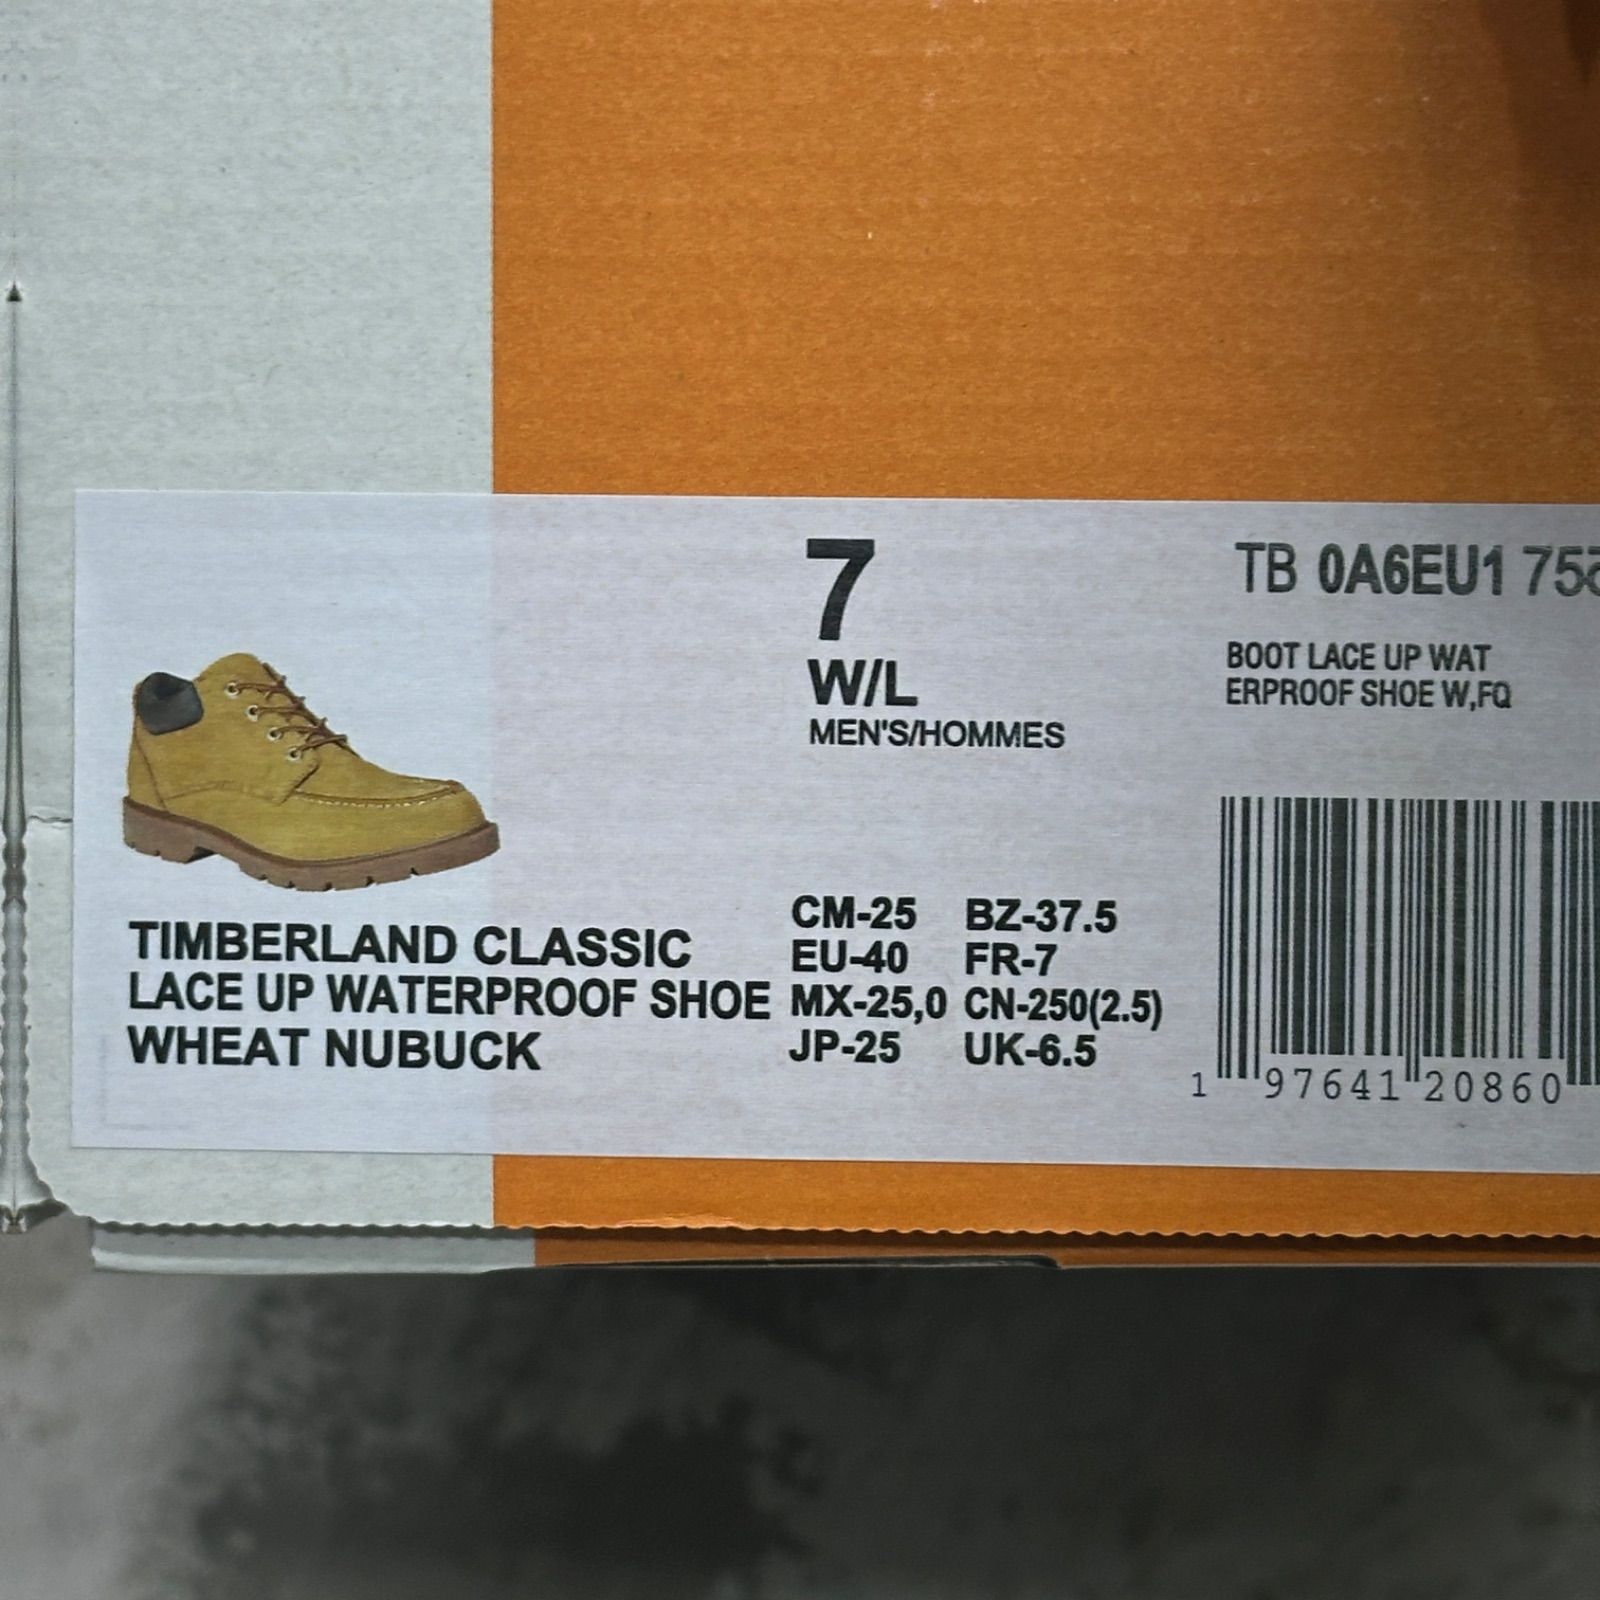 7
W/L
MEN'S/HOMMES
TB 0A6EU1
BOOT LACE UP WAT
ERPROOF SHOE W,FQ
TIMBERLAND CLASSIC
LACE UP WATERPROOF SHOE
WHEAT NUBUCK
CM-25 BZ-37.5
EU-40 FR-7
MX-25,0 CN-250(2.5)
JP-25 UK-6.5
1 97641 20860